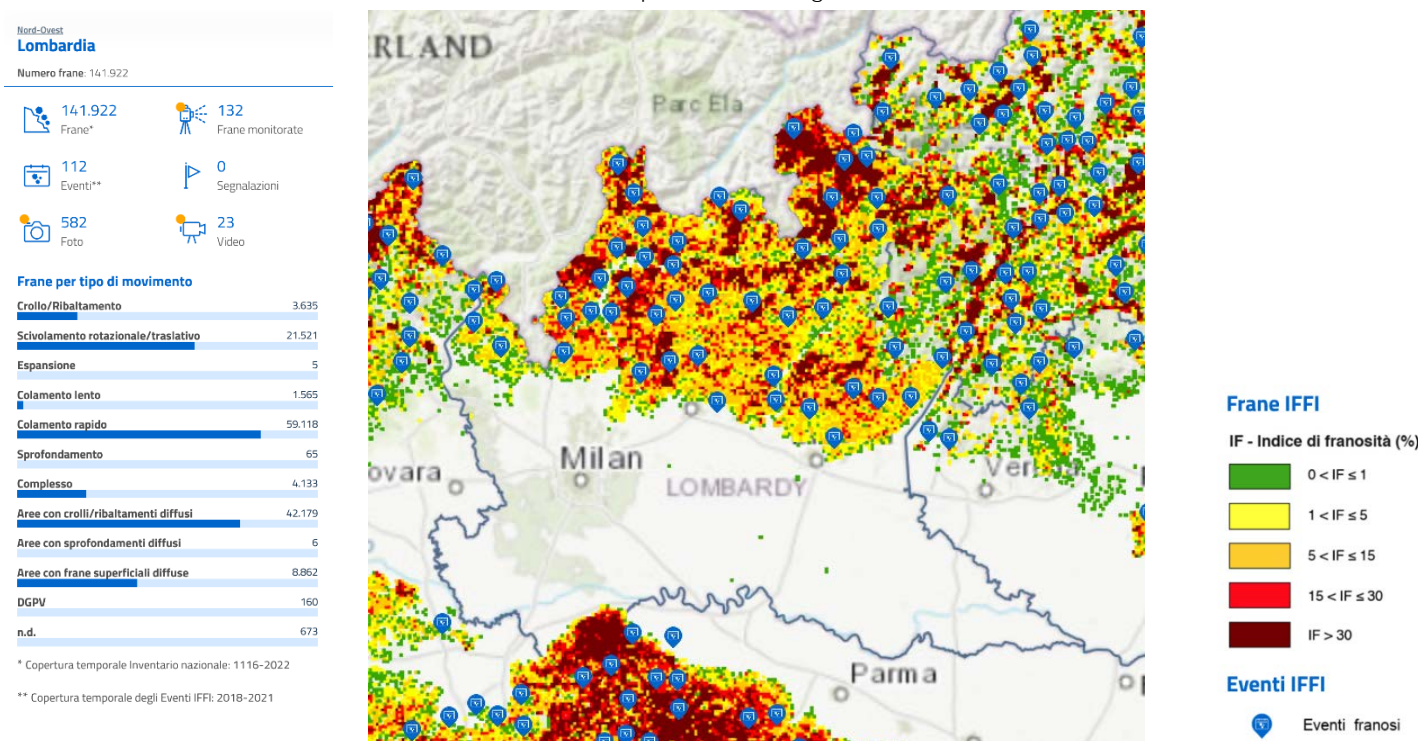 Nord-Ovest
Lombardia
Numero frane: 141.922
141.922
Frane*
132
Frane monitorate
112
Eventi**
0
Segnalazioni
582
Foto
23
Video
Frane per tipo di movimento
Crollo/Ribaltamento 3.635
Scivolamento rotazionale/traslativo 21.521
Espansione 5
Colamento lento 1.565
Colamento rapido 59.118
Sprofondamento 65
Complesso 4.133
Aree con crolli/ribaltamenti diffusi 42.179
Aree con sprofondamenti diffusi 6
Aree con frane superficiali diffuse 8.862
DGPV 160
n.d. 673
* Copertura temporale Inventario nazionale: 1116-2022
** Copertura temporale degli Eventi IFFI: 2018-2021
RLAND
Parc Ela
Milan
ovara
LOMBARDY
Parma
Frane IFFI
IF - Indice di franosità (%)
0 < IF ≤ 1
1 < IF ≤ 5
5 < IF ≤ 15
15 < IF ≤ 30
IF > 30
Eventi IFFI
Eventi franosi